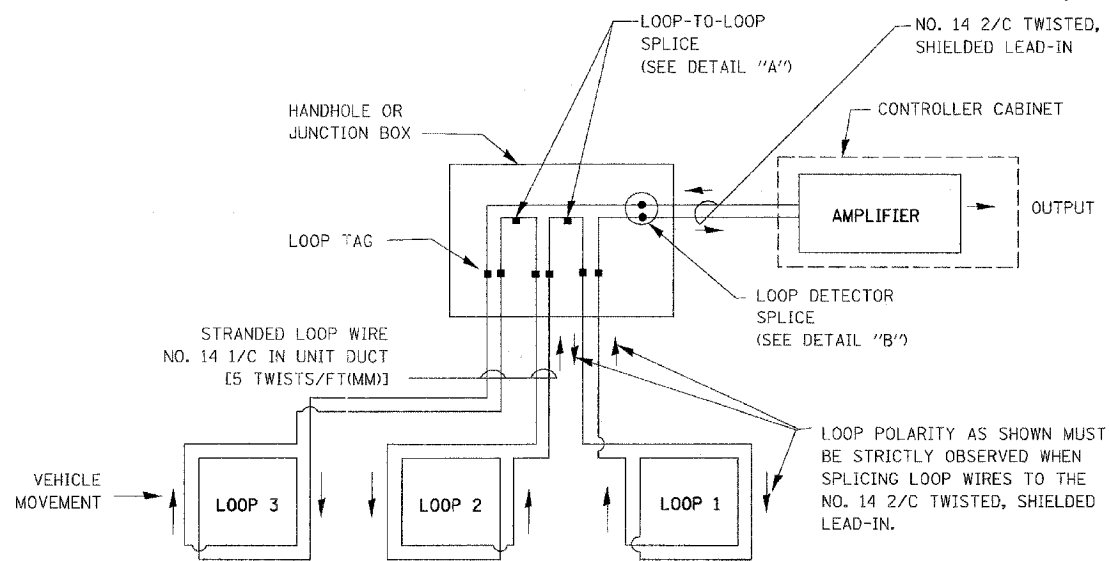 LOOP-TO-LOOP
SPLICE
(SEE DETAIL "A")
NO. 14 2/C TWISTED,
SHIELDED LEAD-IN
HANDHOLE OR
JUNCTION BOX
CONTROLLER CABINET
AMPLIFIER
OUTPUT
LOOP TAG
LOOP DETECTOR
SPLICE
(SEE DETAIL "B")
STRANDED LOOP WIRE
NO. 14 1/C IN UNIT DUCT
[5 TWISTS/FT(MM)]
LOOP POLARITY AS SHOWN MUST
BE STRICTLY OBSERVED WHEN
SPLICING LOOP WIRES TO THE
NO. 14 2/C TWISTED, SHIELDED
LEAD-IN.
VEHICLE
MOVEMENT
LOOP 3
LOOP 2
LOOP 1